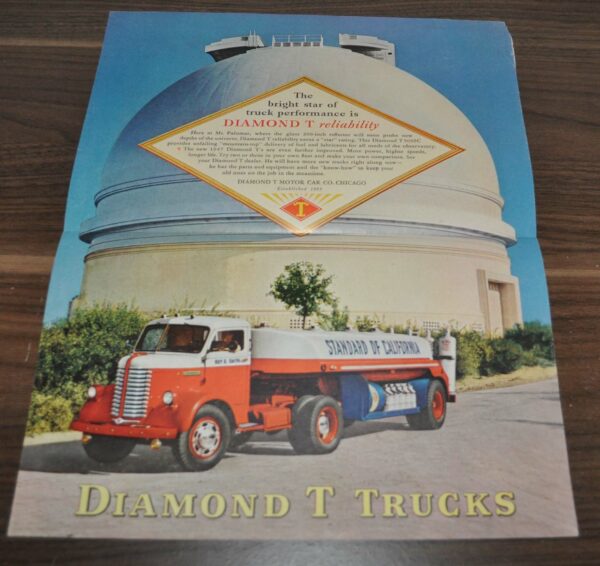 The
bright star of
truck performance is
DIAMOND T reliability
Here at Mt. Palomar, where the giant 200-inch reflector will soon probe new
depths of the universe, Diamond T reliability earns a "star" rating. This Diamond T
provides unfailing "mountain-top" delivery of fuel and lubricants for all needs of the observatory.
The new 1947 Diamond T's are even further improved. More power, higher speeds,
longer life. Try two or three in your own fleet and make your own comparison. See
your Diamond T dealer. He will have more new trucks right along now—
he has the parts and equipment and the "know-how" to keep your
old ones on the job in the meantime.
DIAMOND T MOTOR CAR CO. CHICAGO
Established 1905
T
STANDARD OF CALIFORNIA
DIAMOND T TRUCKS